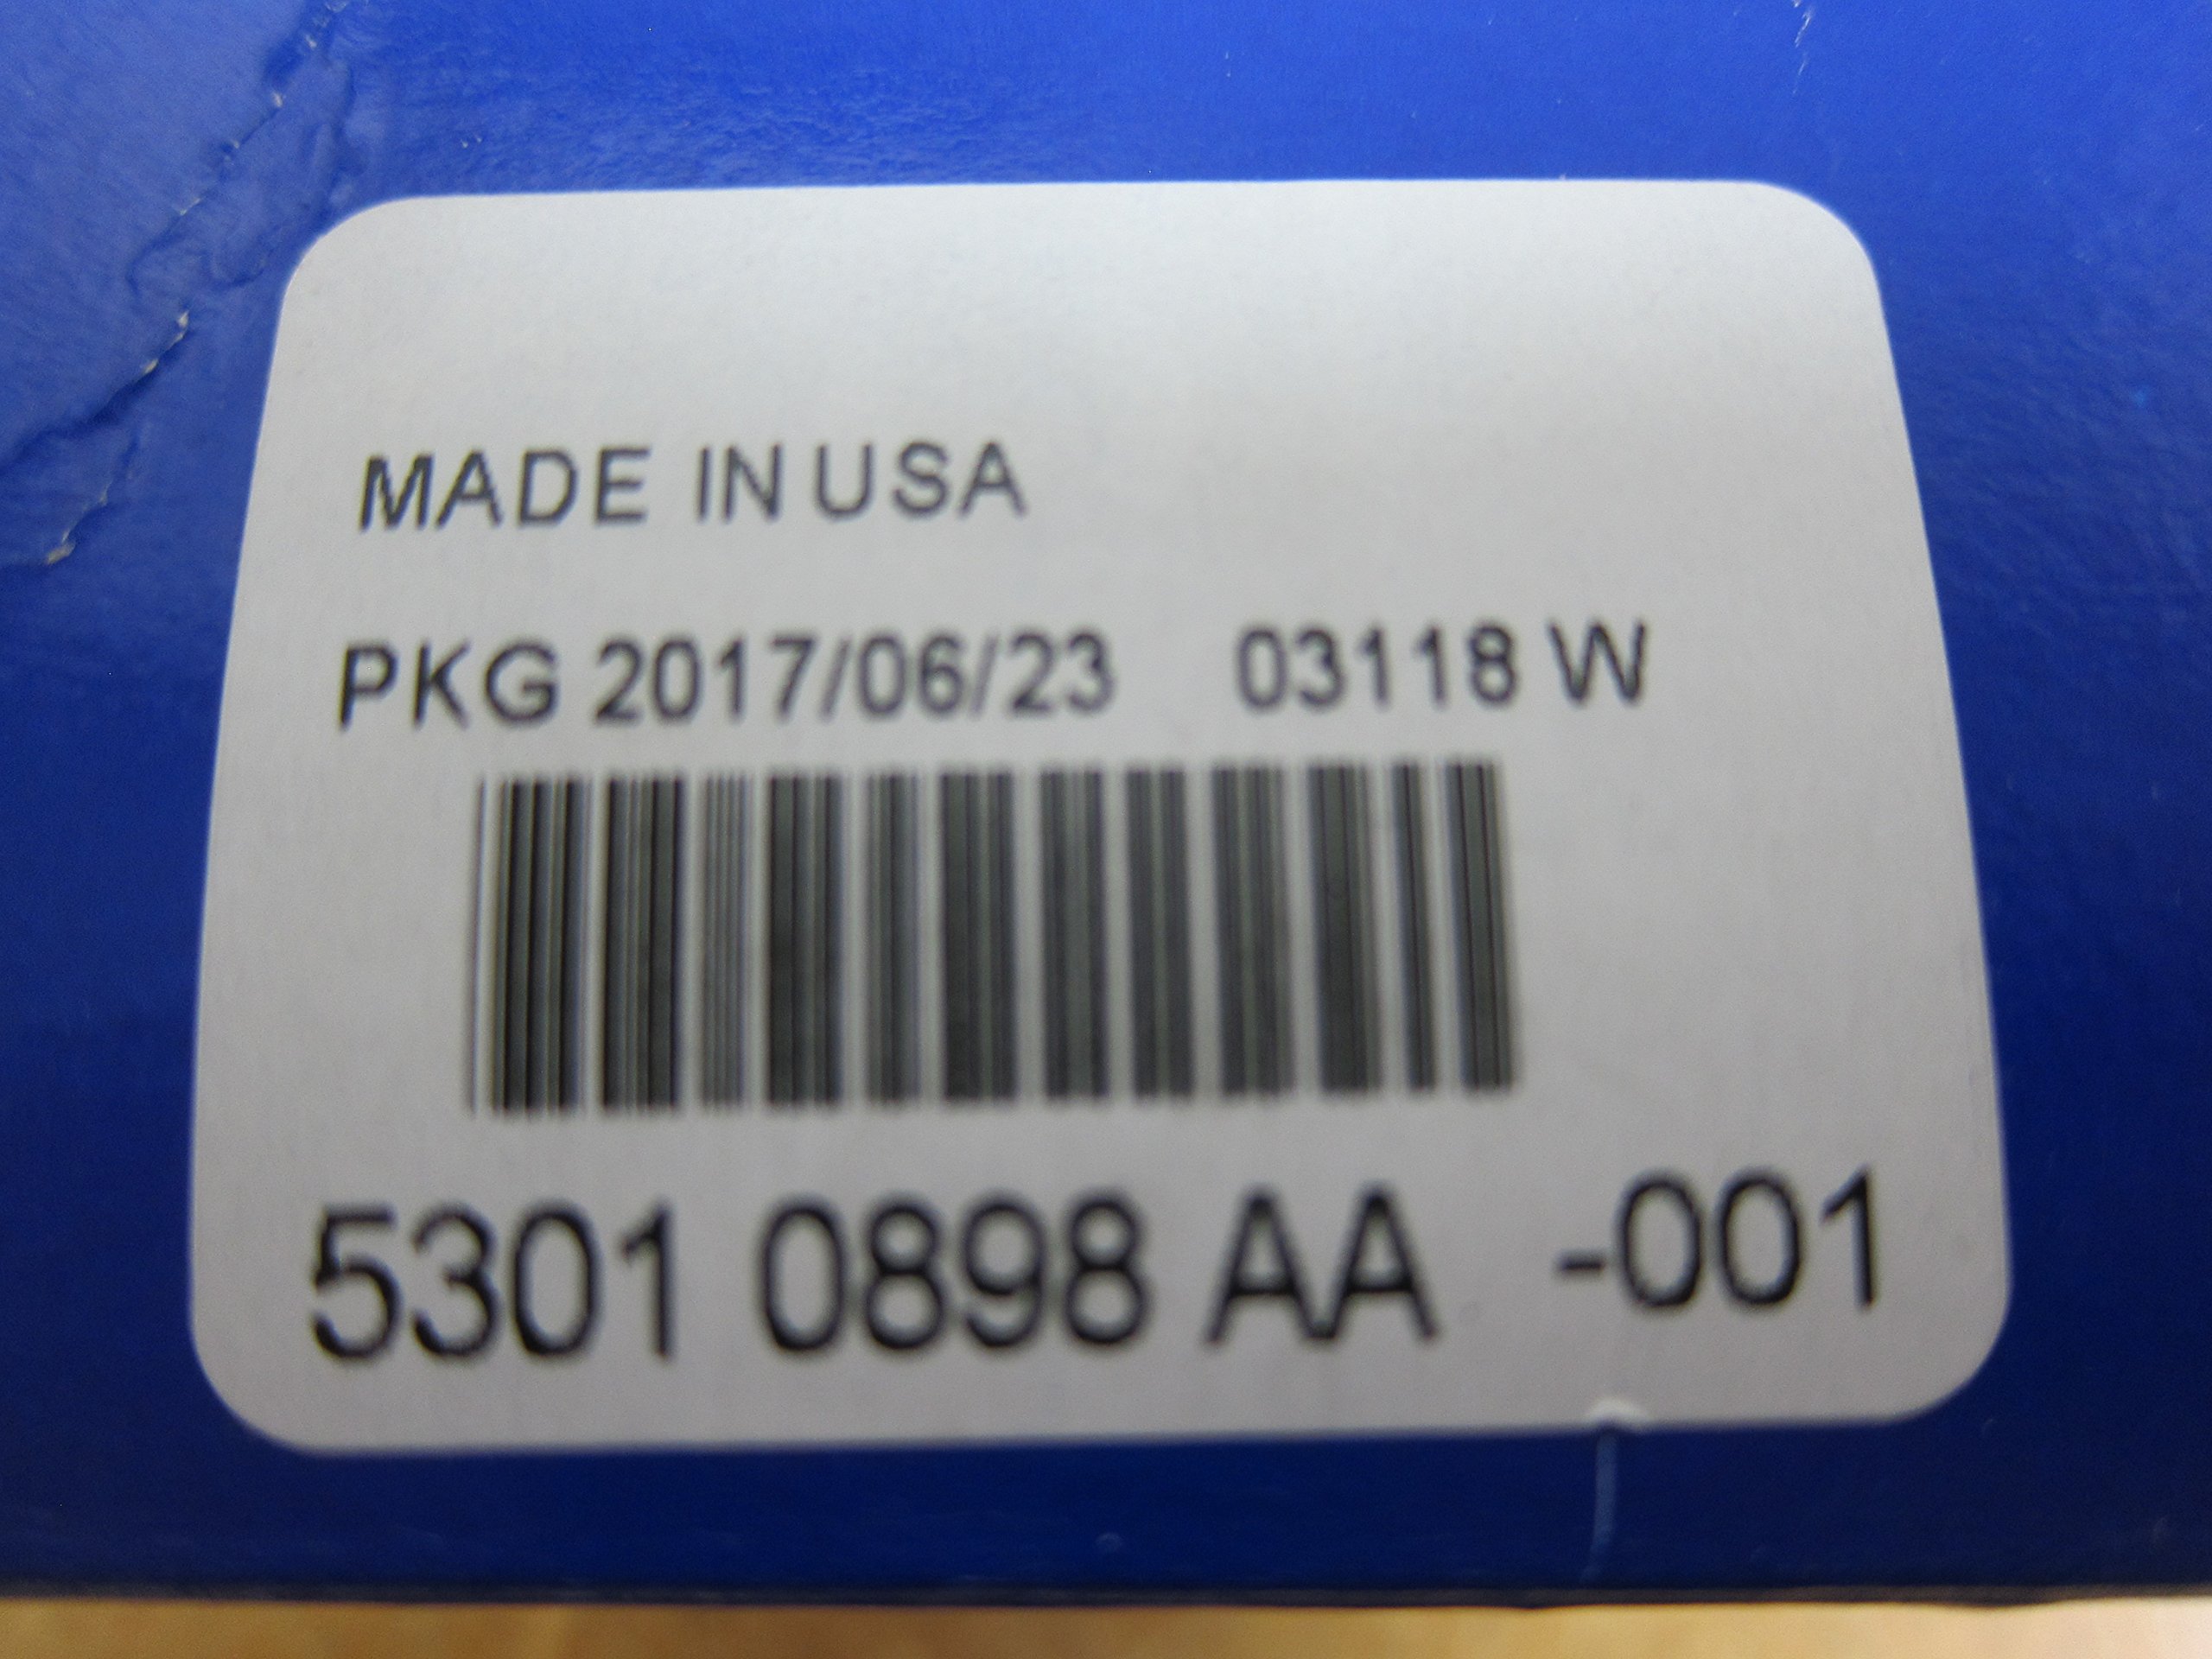 MADE IN USA
PKG 2017/06/23 03118 W
5301 0898 AA -001